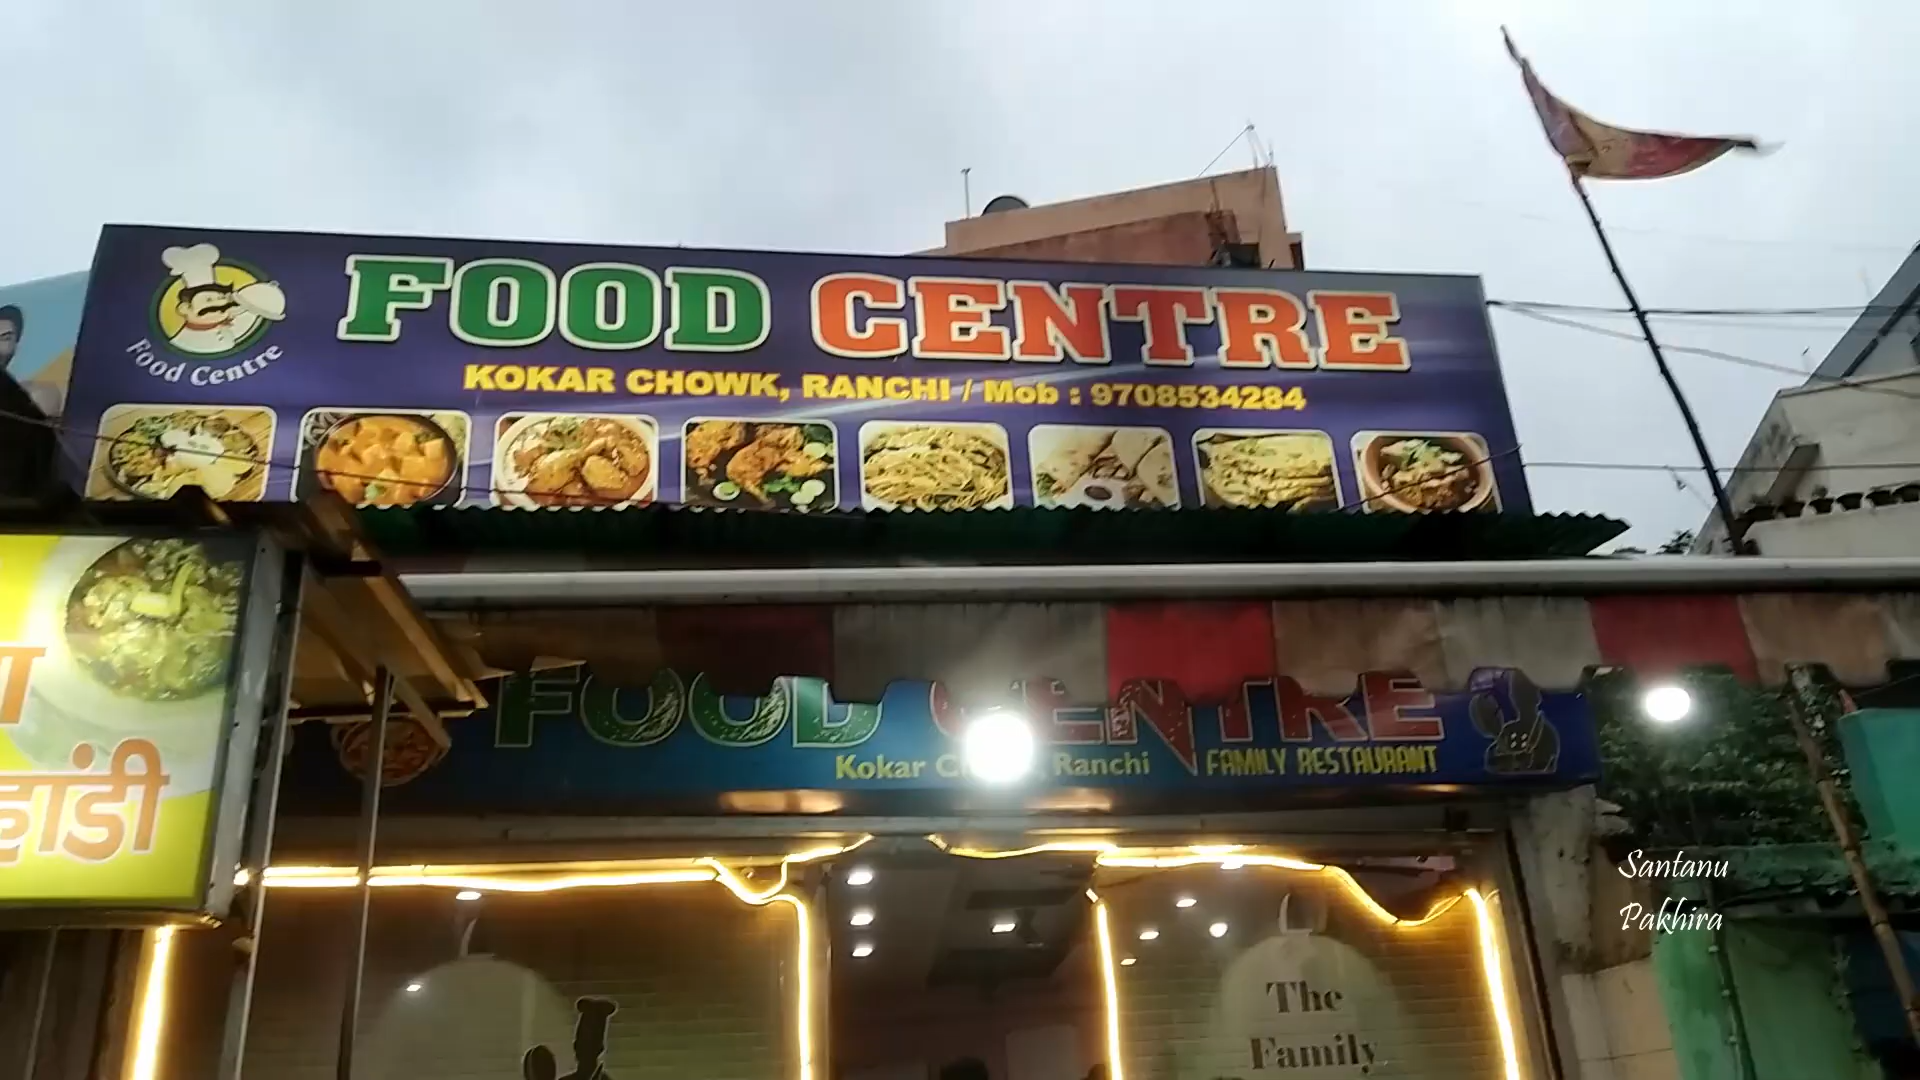 FOOD CENTRE
Food Centre
KOKAR CHOWK, RANCHI / Mob : 9708534284
FOOD CENTRE
Kokar Ranchi FAMILY RESTAURANT
हांडी
Santanu
Pakhira
The
Family